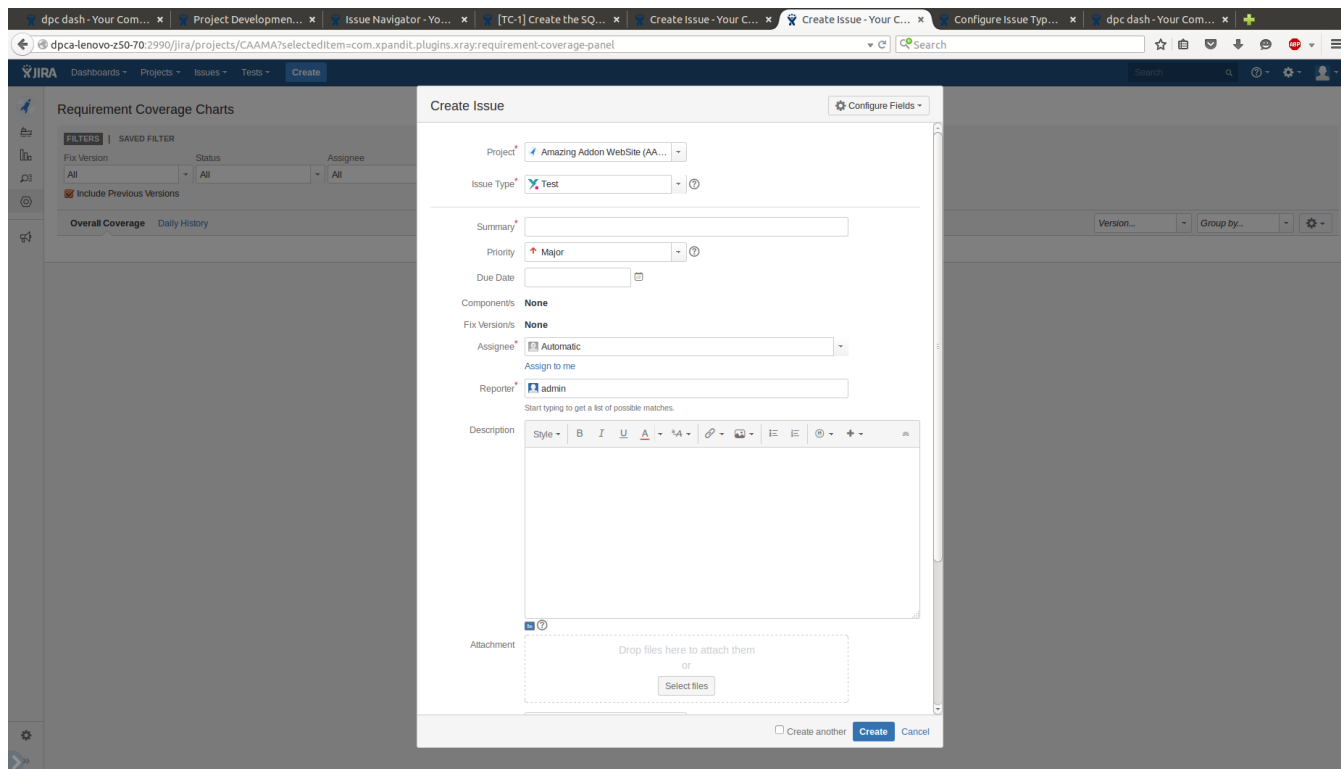 dpc dash - Your Com... Project Developmen... Issue Navigator - Yo... [TC-1] Create the SQ... Create Issue - Your C... Create Issue - Your C... Configure Issue Typ... dpc dash - Your Com...
dpca-lenovo-z50-70:2990/jira/projects/CAAMA?selectedItem=com.xpandit.plugins.xray:requirement-coverage-panel Search ABP
JIRA Dashboards Projects Issues Tests Create Search
Requirement Coverage Charts
FILTERS | SAVED FILTER
Fix Version Status Assignee
All All All
Include Previous Versions
Overall Coverage Daily History Version... Group by...
Create Issue Configure Fields
Project* Amazing Addon WebSite (AA...
Issue Type* Test
Summary*
Priority Major
Due Date
Component/s None
Fix Version/s None
Assignee* Automatic
Assign to me
Reporter* admin
Start typing to get a list of possible matches.
Description Style B I U A
Attachment
Drop files here to attach them
or
Select files
Create another Create Cancel